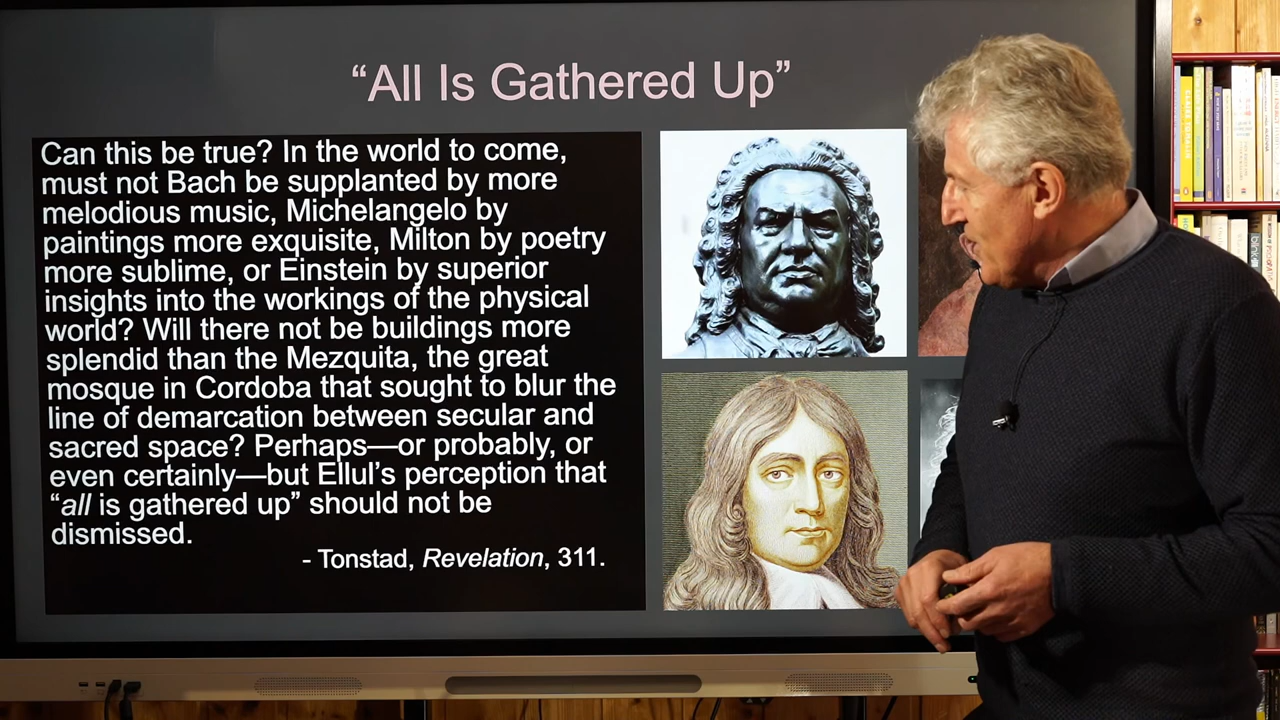 “All Is Gathered Up”
Can this be true? In the world to come,
must not Bach be supplanted by more
melodious music, Michelangelo by
paintings more exquisite, Milton by poetry
more sublime, or Einstein by superior
insights into the workings of the physical
world? Will there not be buildings more
splendid than the Mezquita, the great
mosque in Cordoba that sought to blur the
line of demarcation between secular and
sacred space? Perhaps—or probably, or
even certainly—but Ellul’s perception that
“all is gathered up” should not be
dismissed.
- Tonstad, Revelation, 311.